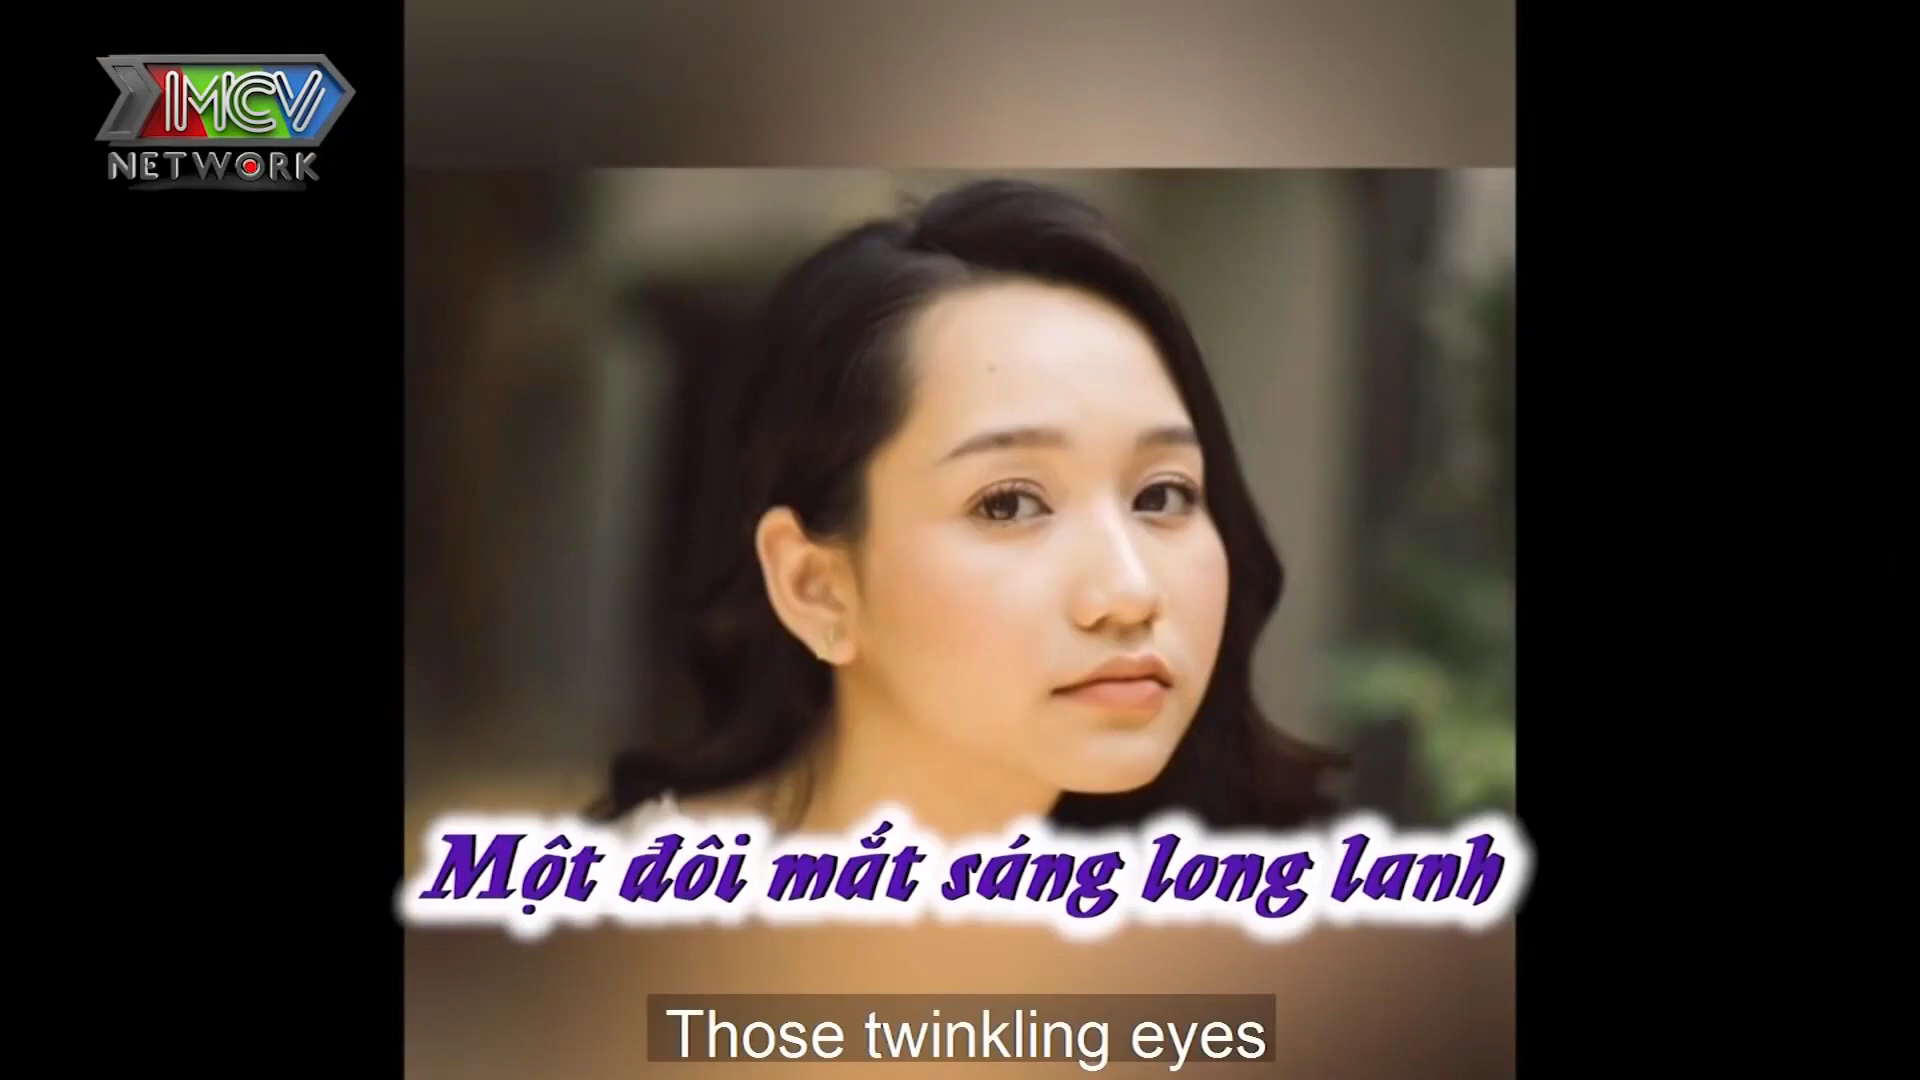 MCV
NETWORK
Một đôi mắt sáng long lanh
Those twinkling eyes